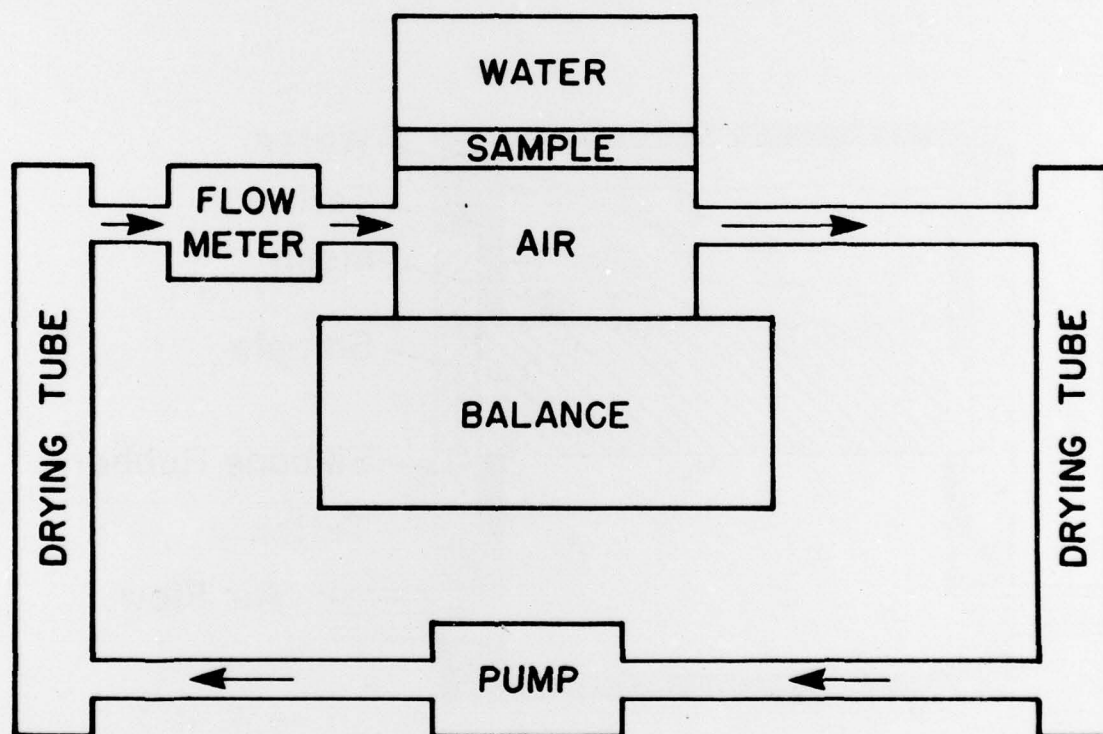 WATER
SAMPLE
FLOW
METER
AIR
DRYING TUBE
BALANCE
DRYING TUBE
PUMP